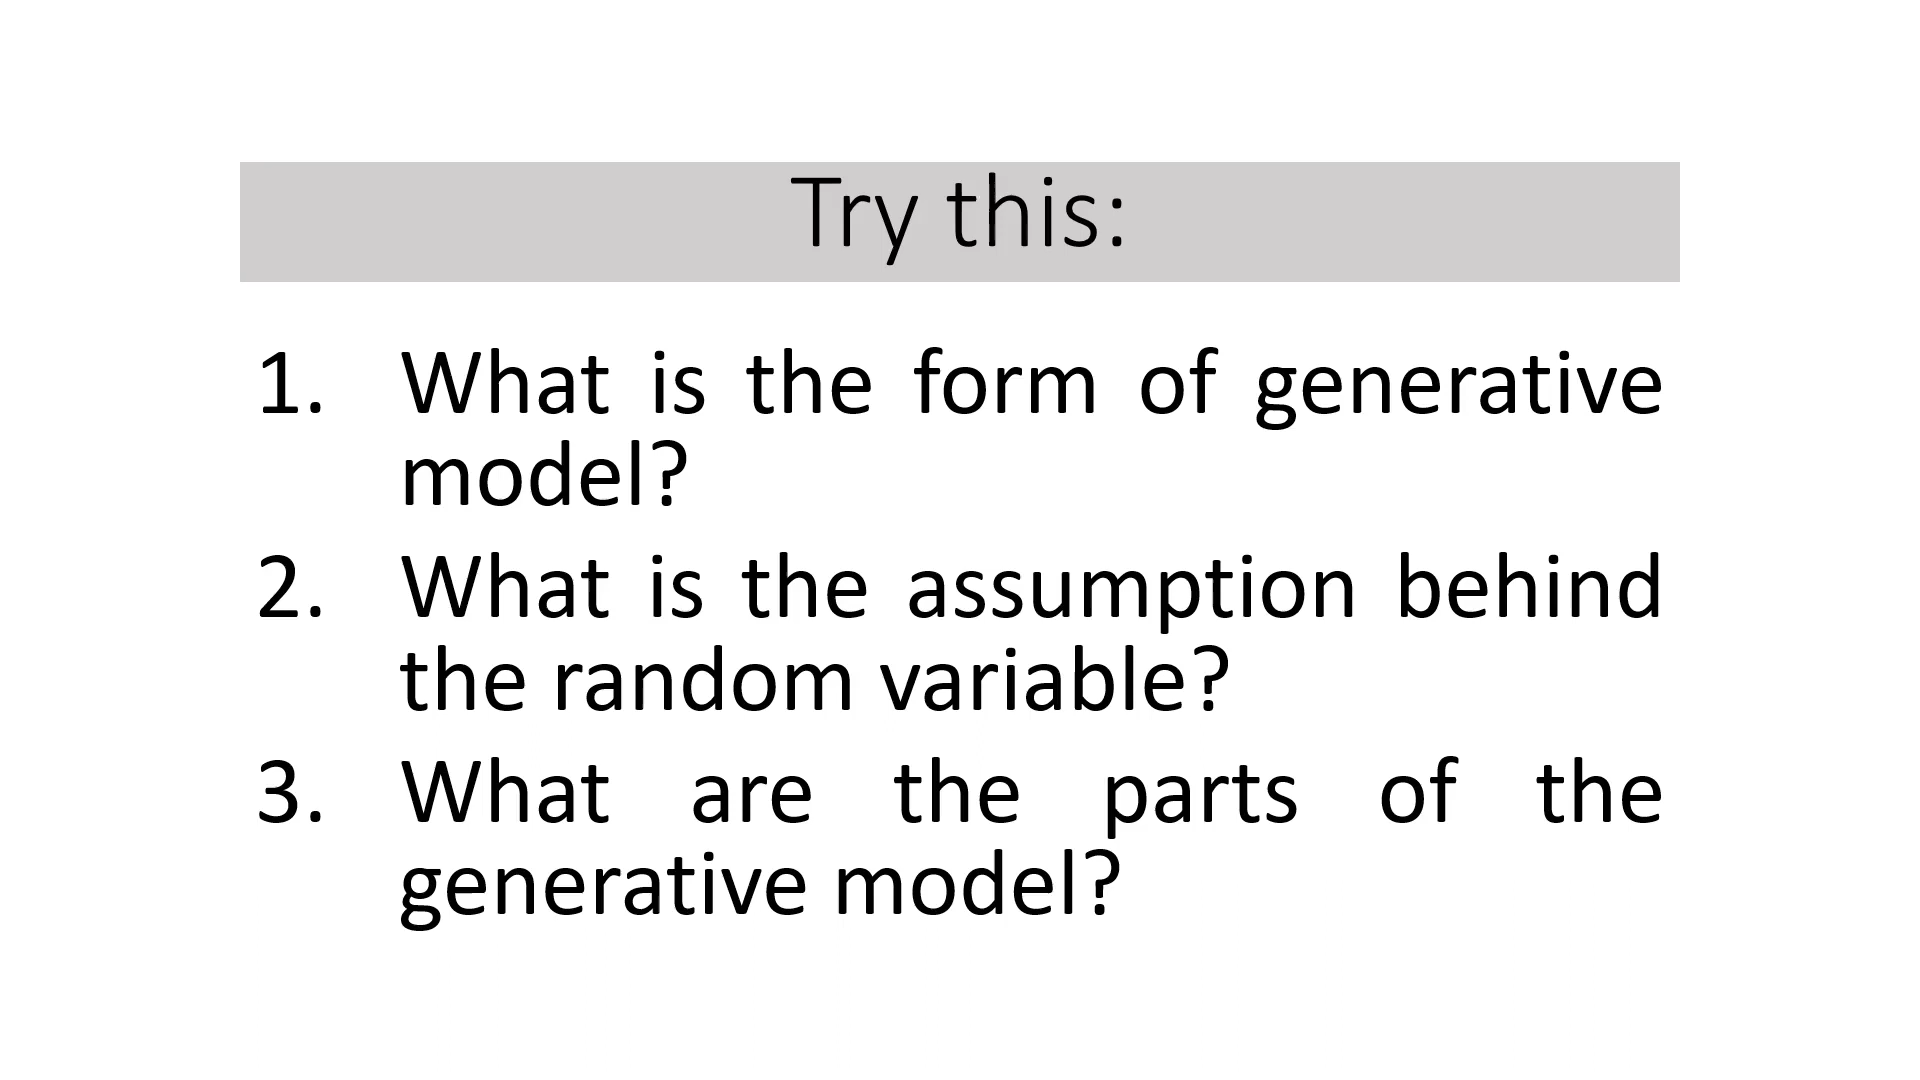 Try this:
1. What is the form of generative
model?
2. What is the assumption behind
the random variable?
3. What are the parts of the
generative model?